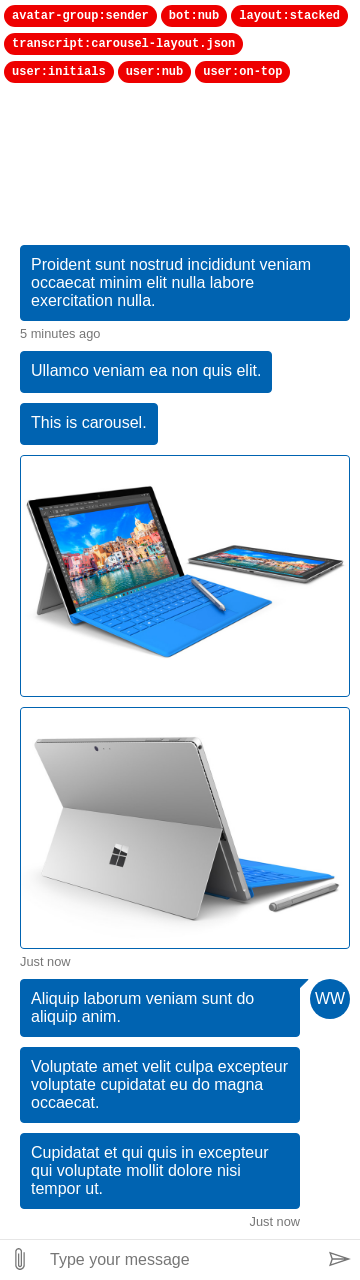 avatar-group:sender bot:nub layout:stacked
transcript:carousel-layout.json
user:initials user:nub user:on-top
Proident sunt nostrud incididunt veniam
occaecat minim elit nulla labore
exercitation nulla.
5 minutes ago
Ullamco veniam ea non quis elit.
This is carousel.
Just now
Aliquip laborum veniam sunt do
aliquip anim.
WW
Voluptate amet velit culpa excepteur
voluptate cupidatat eu do magna
occaecat.
Cupidatat et qui quis in excepteur
qui voluptate mollit dolore nisi
tempor ut.
Just now
Type your message